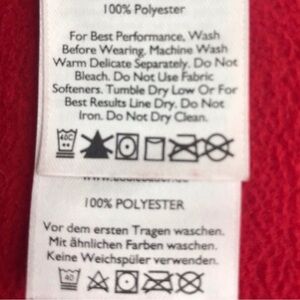 100% Polyester
For Best Performance, Wash
Before Wearing. Machine Wash
Warm Delicate Separately. Do Not
Bleach. Do Not Use Fabric
Softeners. Tumble Dry Low Or For
Best Results Line Dry. Do Not
Iron. Do Not Dry Clean.
40C
100% POLYESTER
Vor dem ersten Tragen waschen.
Mit ähnlichen Farben waschen.
Keine Weichspüler verwenden.
40